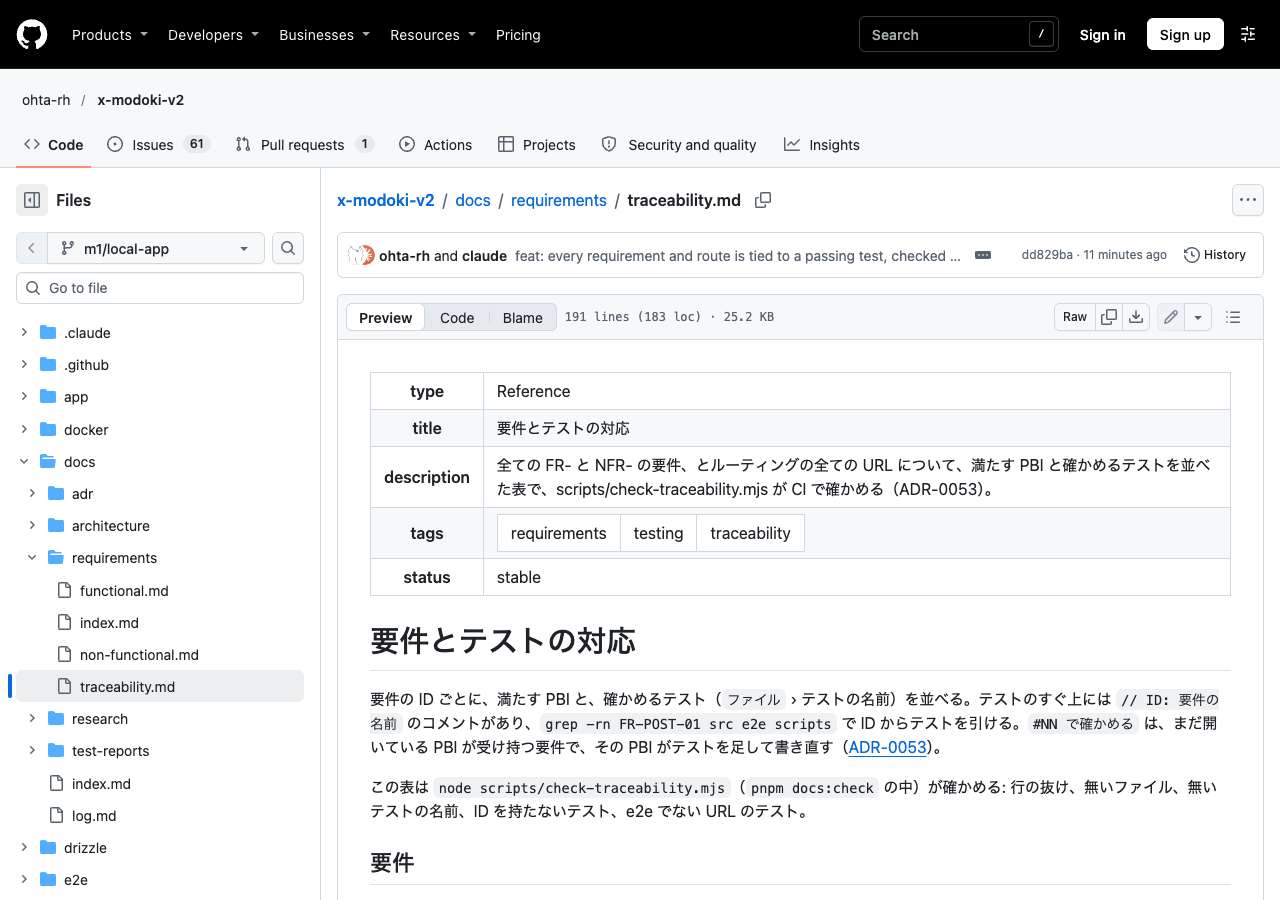 Products
Developers
Businesses
Resources
Pricing
Search /
Sign in
Sign up
ohta-rh / x-modoki-v2
Code
Issues 61
Pull requests 1
Actions
Projects
Security and quality
Insights
Files
m1/local-app
Go to file
.claude
.github
app
docker
docs
adr
architecture
requirements
functional.md
index.md
non-functional.md
traceability.md
research
test-reports
index.md
log.md
drizzle
e2e
x-modoki-v2 / docs / requirements / traceability.md
ohta-rh and claude feat: every requirement and route is tied to a passing test, checked ...
dd829ba · 11 minutes ago
History
Preview
Code
Blame
191 lines (183 loc) · 25.2 KB
Raw
type Reference
title 要件とテストの対応
description 全ての FR- と NFR- の要件、とルーティングの全ての URL について、満たす PBI と確かめるテストを並べ
た表で、scripts/check-traceability.mjs が CI で確かめる（ADR-0053）。
tags requirements testing traceability
status stable
要件とテストの対応
要件の ID ごとに、満たす PBI と、確かめるテスト（ ファイル › テストの名前）を並べる。テストのすぐ上には // ID: 要件の
名前 のコメントがあり、 grep -rn FR-POST-01 src e2e scripts で ID からテストを引ける。 #NN で確かめる は、まだ開
いている PBI が受け持つ要件で、その PBI がテストを足して書き直す（ADR-0053）。
この表は node scripts/check-traceability.mjs（ pnpm docs:check の中）が確かめる: 行の抜け、無いファイル、無い
テストの名前、ID を持たないテスト、e2e でない URL のテスト。
要件